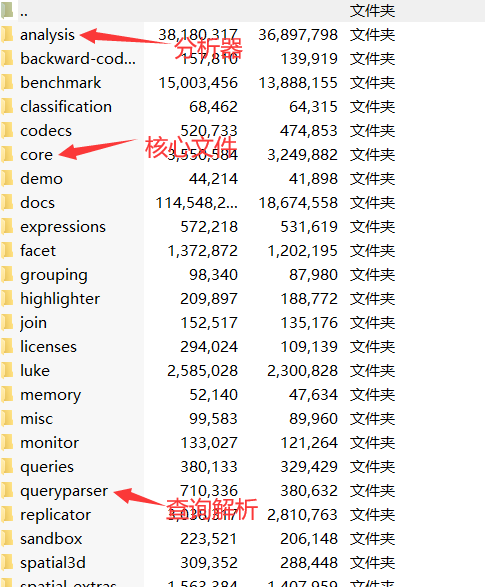 .. 文件夹
analysis 38,180,317 36,897,798 文件夹
分析器
backward-cod... 157,810 139,919 文件夹
benchmark 15,003,456 13,888,155 文件夹
classification 68,462 64,315 文件夹
codecs 520,733 474,853 文件夹
核心文件
core 3,550,584 3,249,882 文件夹
demo 44,214 41,898 文件夹
docs 114,548,2... 18,674,558 文件夹
expressions 572,218 531,619 文件夹
facet 1,372,872 1,202,195 文件夹
grouping 98,340 87,980 文件夹
highlighter 209,897 188,772 文件夹
join 152,517 135,176 文件夹
licenses 294,024 109,139 文件夹
luke 2,585,028 2,300,828 文件夹
memory 52,140 47,634 文件夹
misc 99,583 89,960 文件夹
monitor 133,027 121,264 文件夹
queries 380,133 329,429 文件夹
queryparser 710,336 380,632 文件夹
查询解析
replicator 2,810,763 文件夹
sandbox 223,521 206,148 文件夹
spatial3d 309,352 288,448 文件夹
spatial-extras 1,563,384 1,407,959 文件夹